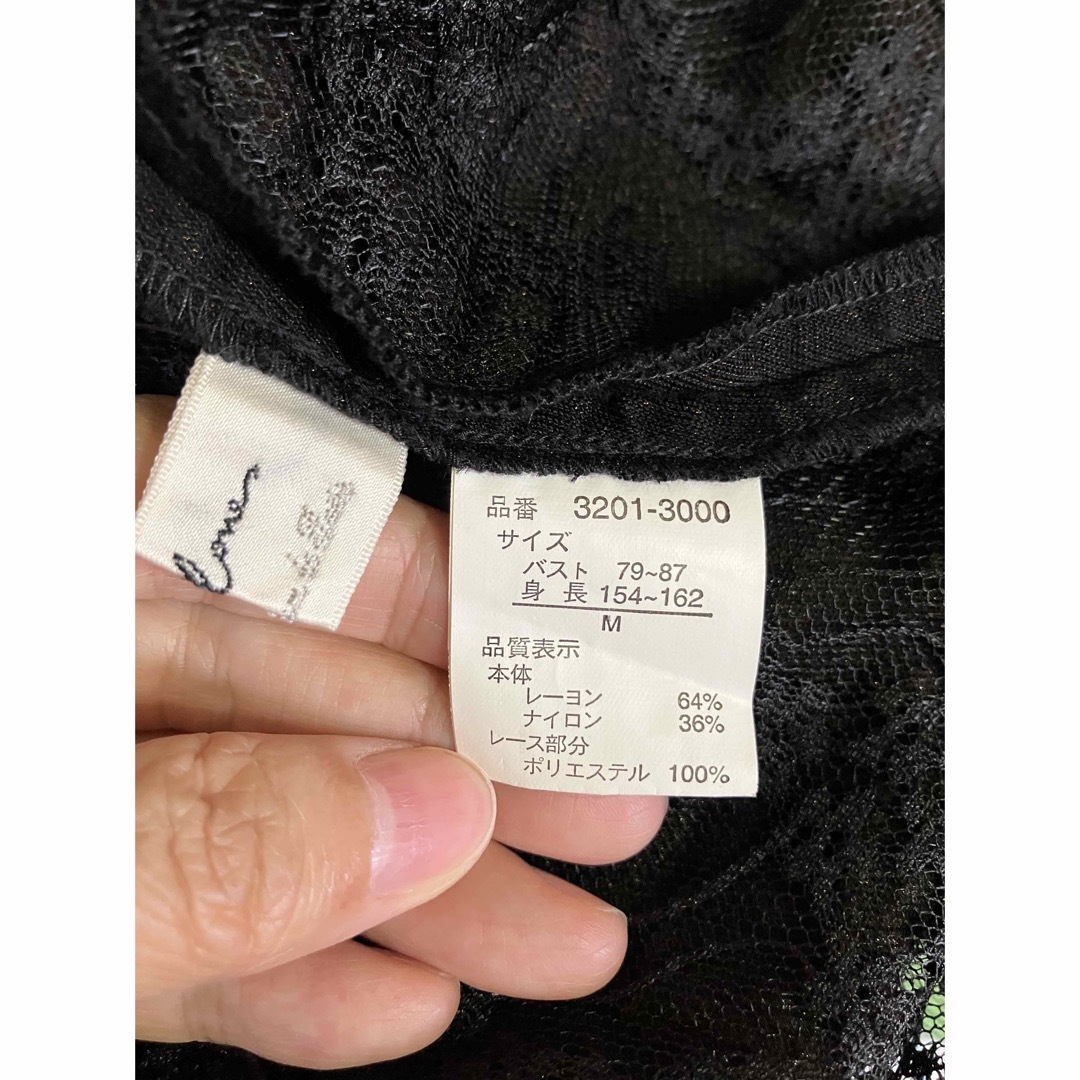 品番 3201-3000
サイズ
バスト 79~87
身長 154~162
M
品質表示
本体
レーヨン 64%
ナイロン 36%
レース部分
ポリエステル 100%